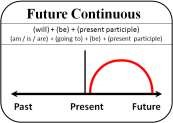 Future Continuous
(will) + (be) + (present participle)
(am / is / are) + (going to) + (be) + (present participle)
Past Present Future